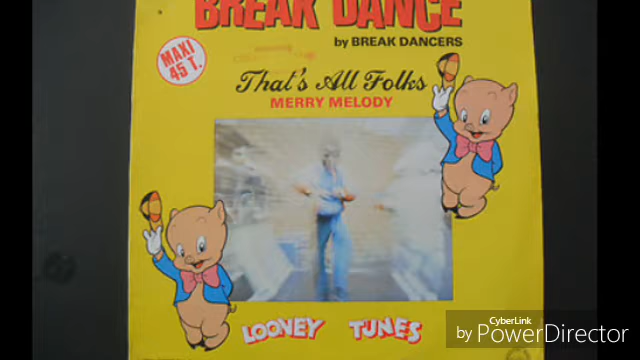 BREAK DANCE
by BREAK DANCERS
MAXI
45 T.
That's All Folks
MERRY MELODY
LOONEY TUNES
CyberLink
by PowerDirector